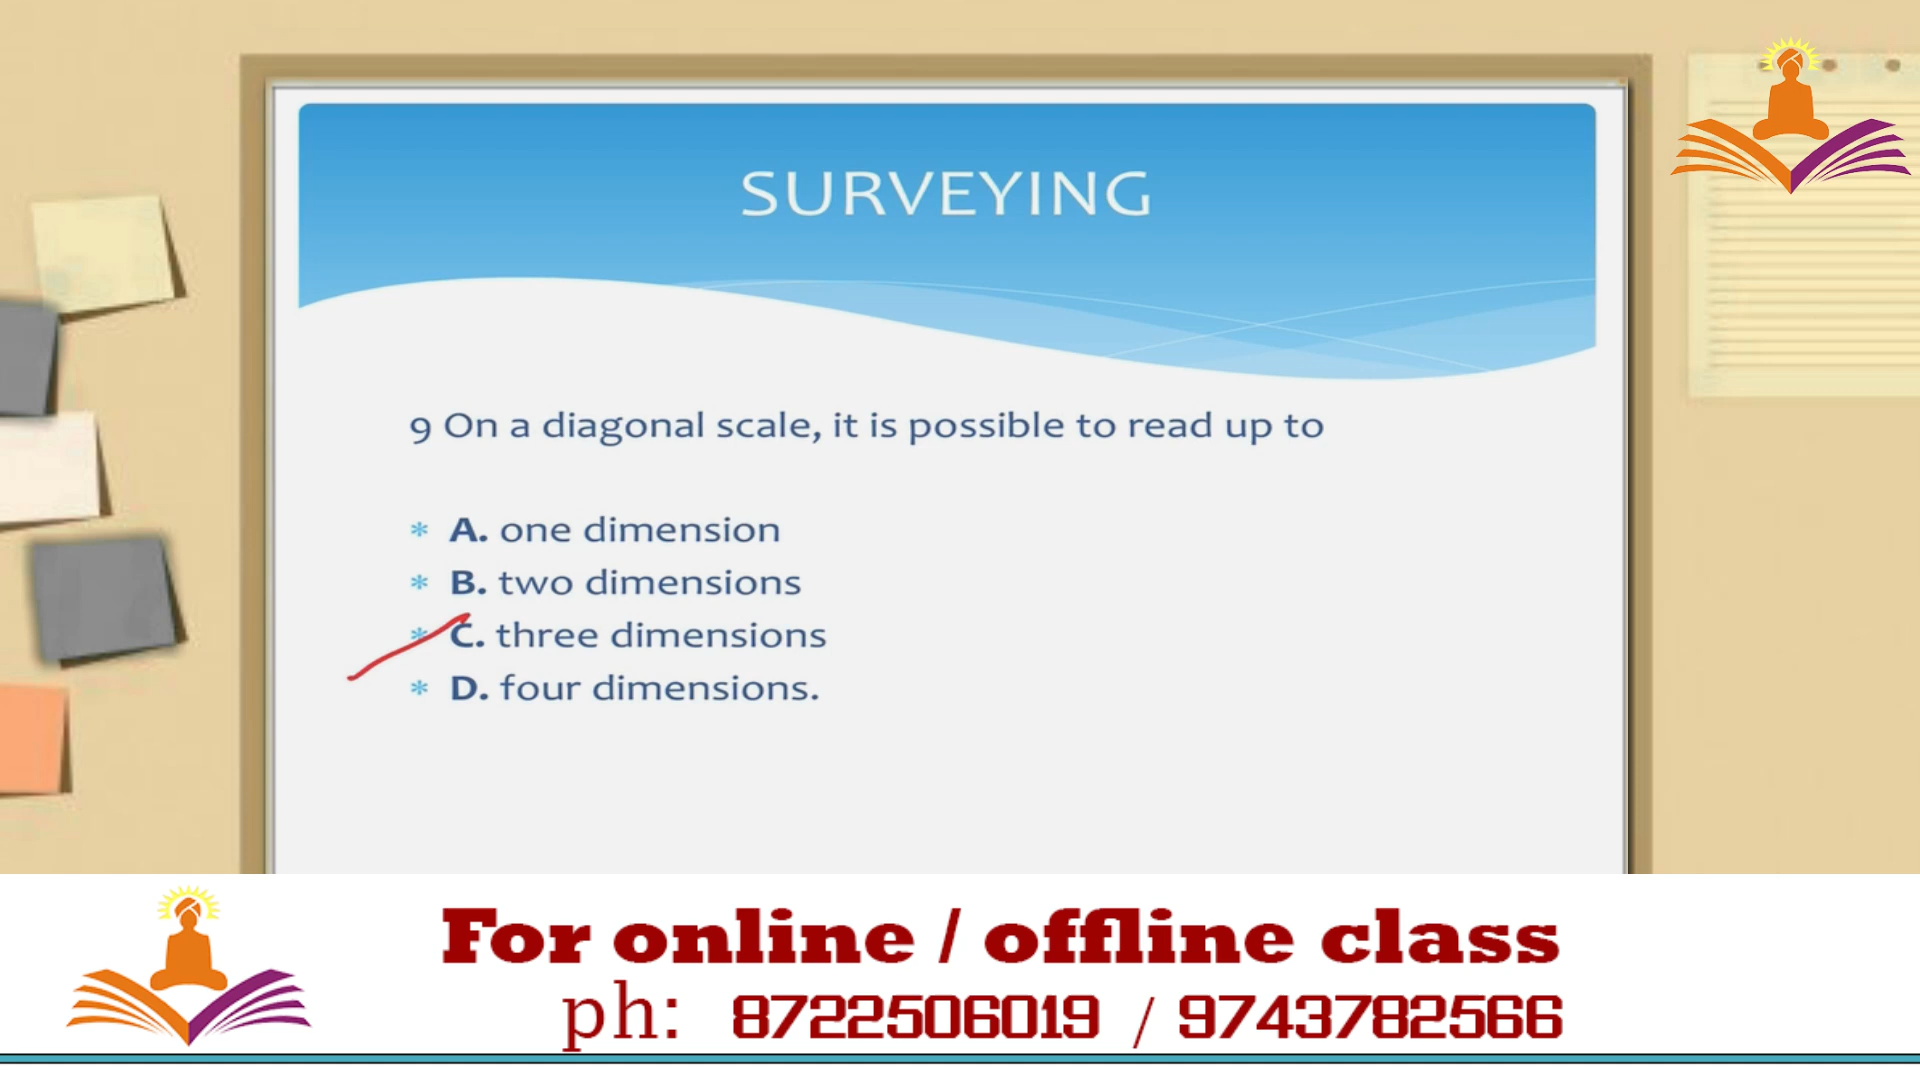 SURVEYING
9 On a diagonal scale, it is possible to read up to
* A. one dimension
* B. two dimensions
* C. three dimensions
* D. four dimensions.
For online / offline class
ph: 8722506019 / 9743782566